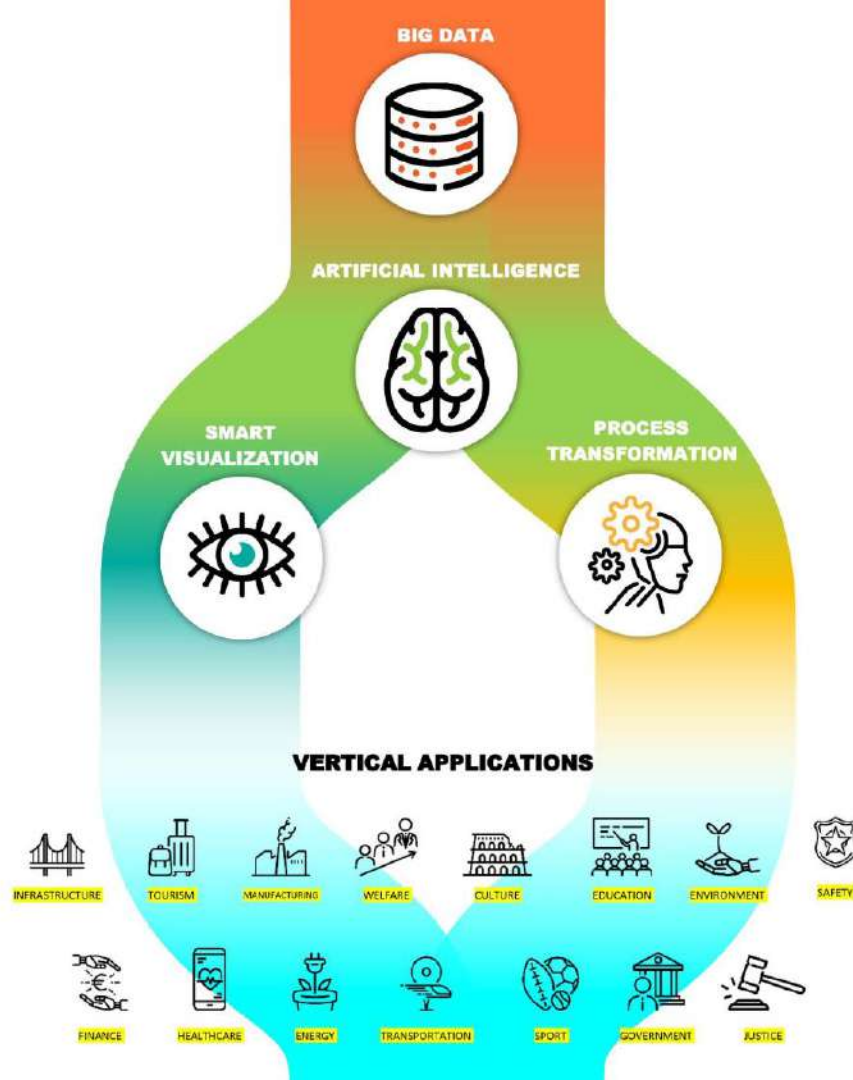 BIG DATA
ARTIFICIAL INTELLIGENCE
SMART
VISUALIZATION
PROCESS
TRANSFORMATION
VERTICAL APPLICATIONS
INFRASTRUCTURE
TOURISM
MANUFACTURING
WELFARE
CULTURE
EDUCATION
ENVIRONMENT
SAFETY
FINANCE
HEALTHCARE
ENERGY
TRANSPORTATION
SPORT
GOVERNMENT
JUSTICE